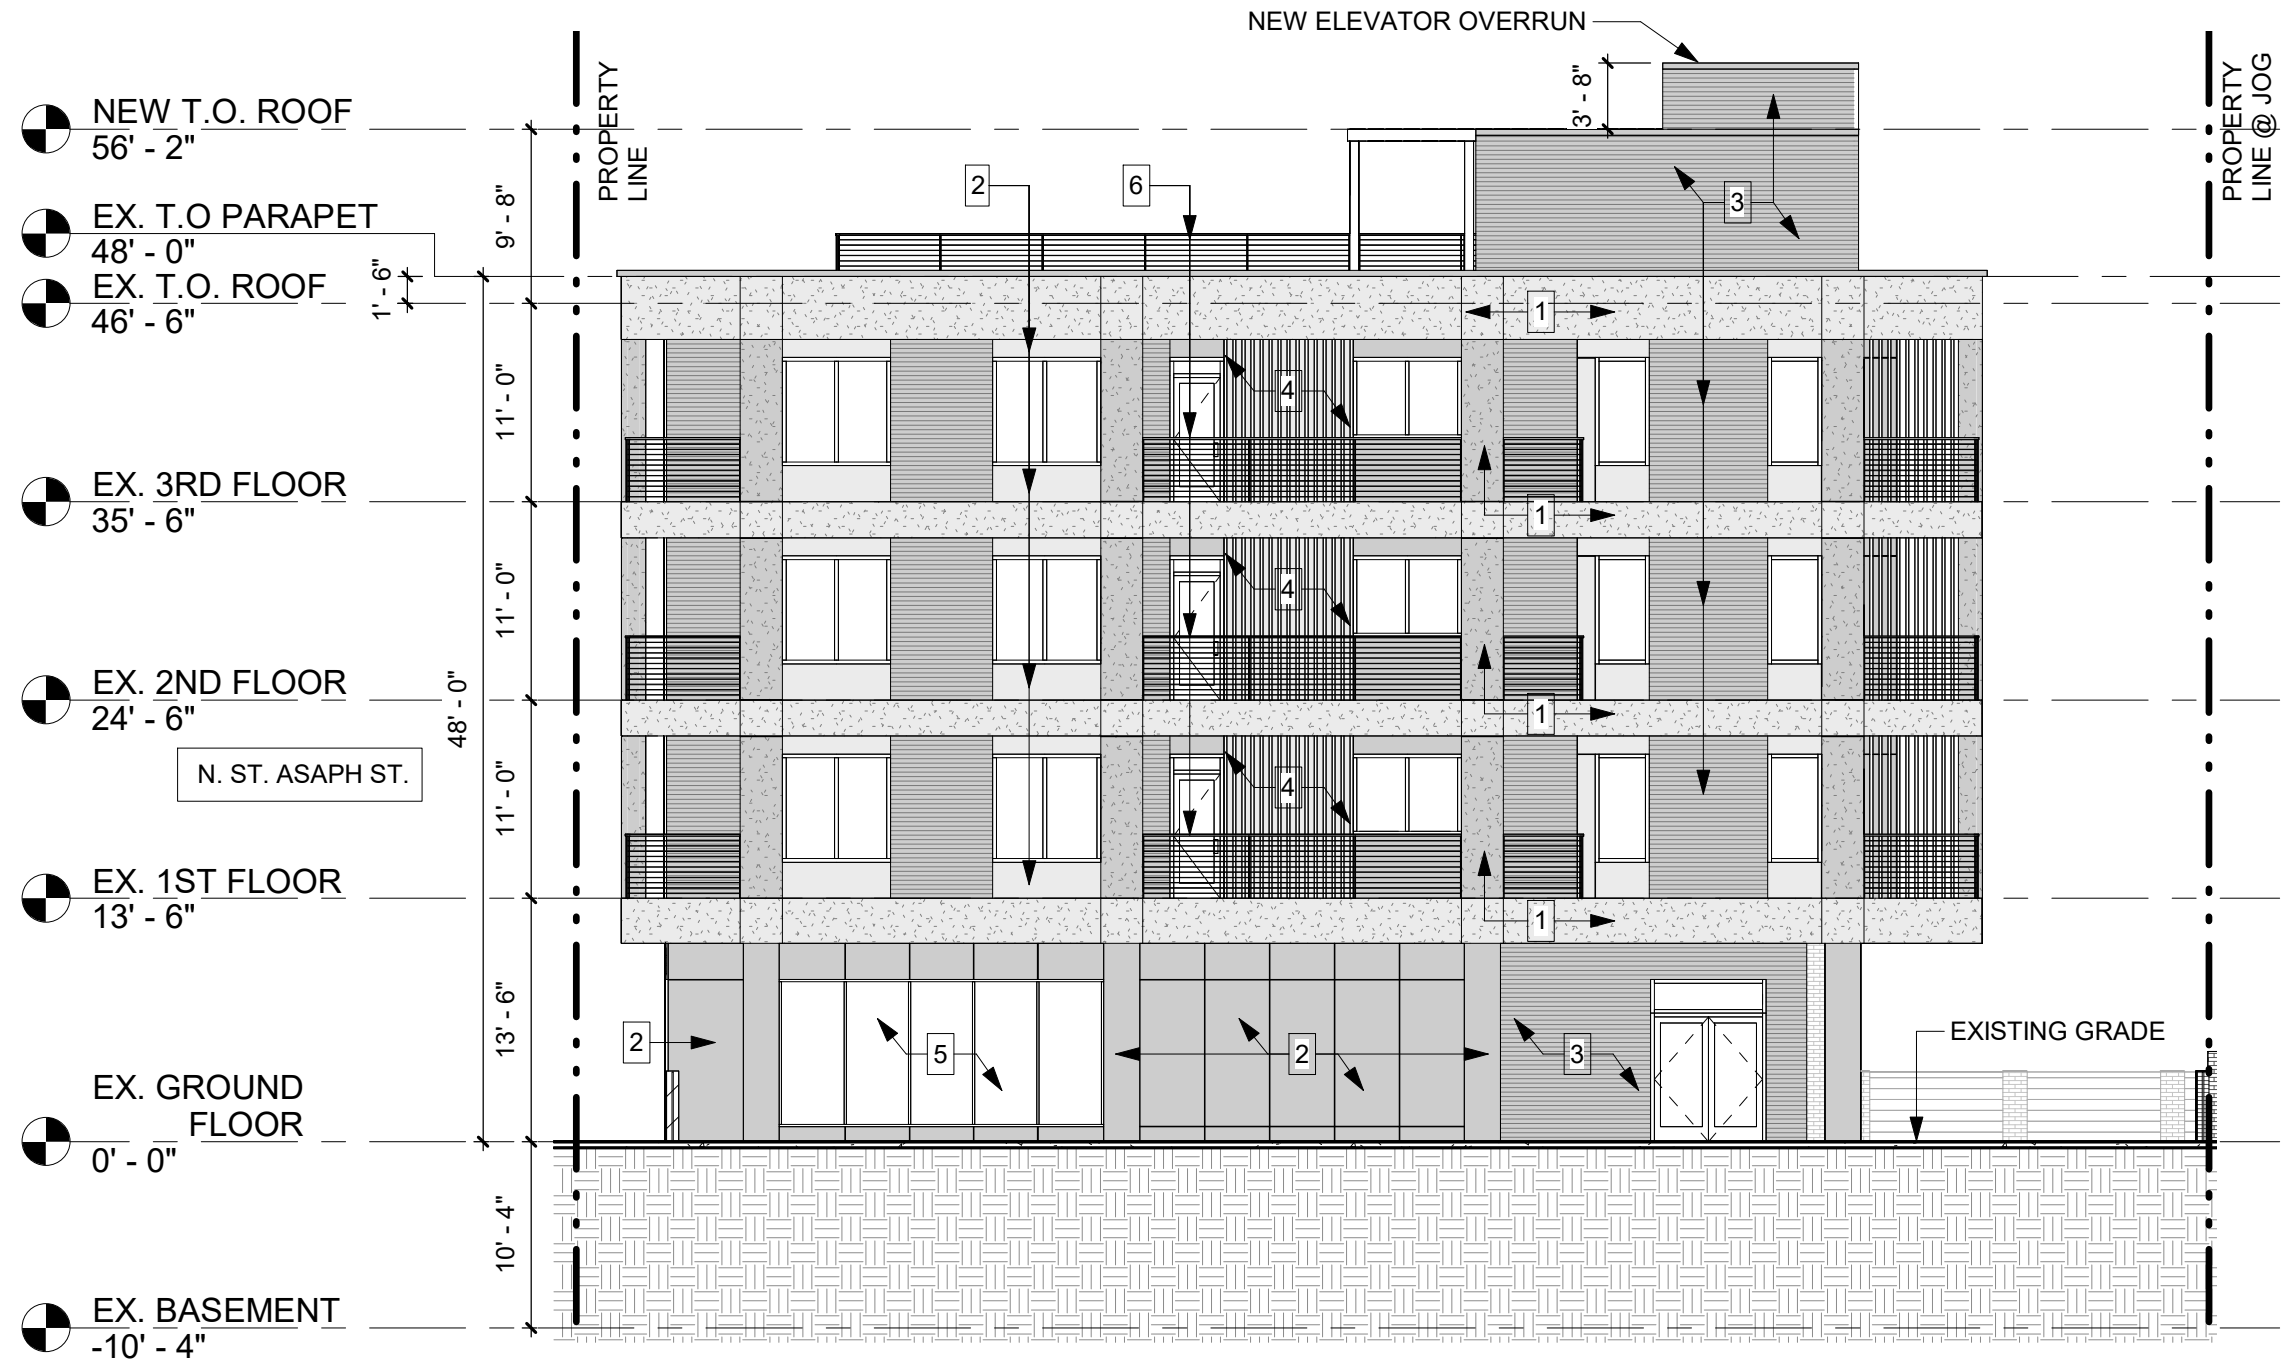 NEW ELEVATOR OVERRUN
3' - 8"
PROPERTY
LINE
PROPERTY
LINE @ JOG
NEW T.O. ROOF
56' - 2"
9' - 8"
2
6
3
EX. T.O PARAPET
48' - 0"
1' - 6"
EX. T.O. ROOF
46' - 6"
1
11' - 0"
4
EX. 3RD FLOOR
35' - 6"
1
11' - 0"
4
EX. 2ND FLOOR
24' - 6"
48' - 0"
1
N. ST. ASAPH ST.
11' - 0"
4
EX. 1ST FLOOR
13' - 6"
1
13' - 6"
2
5
2
3
EXISTING GRADE
EX. GROUND
FLOOR
0' - 0"
10' - 4"
EX. BASEMENT
-10' - 4"